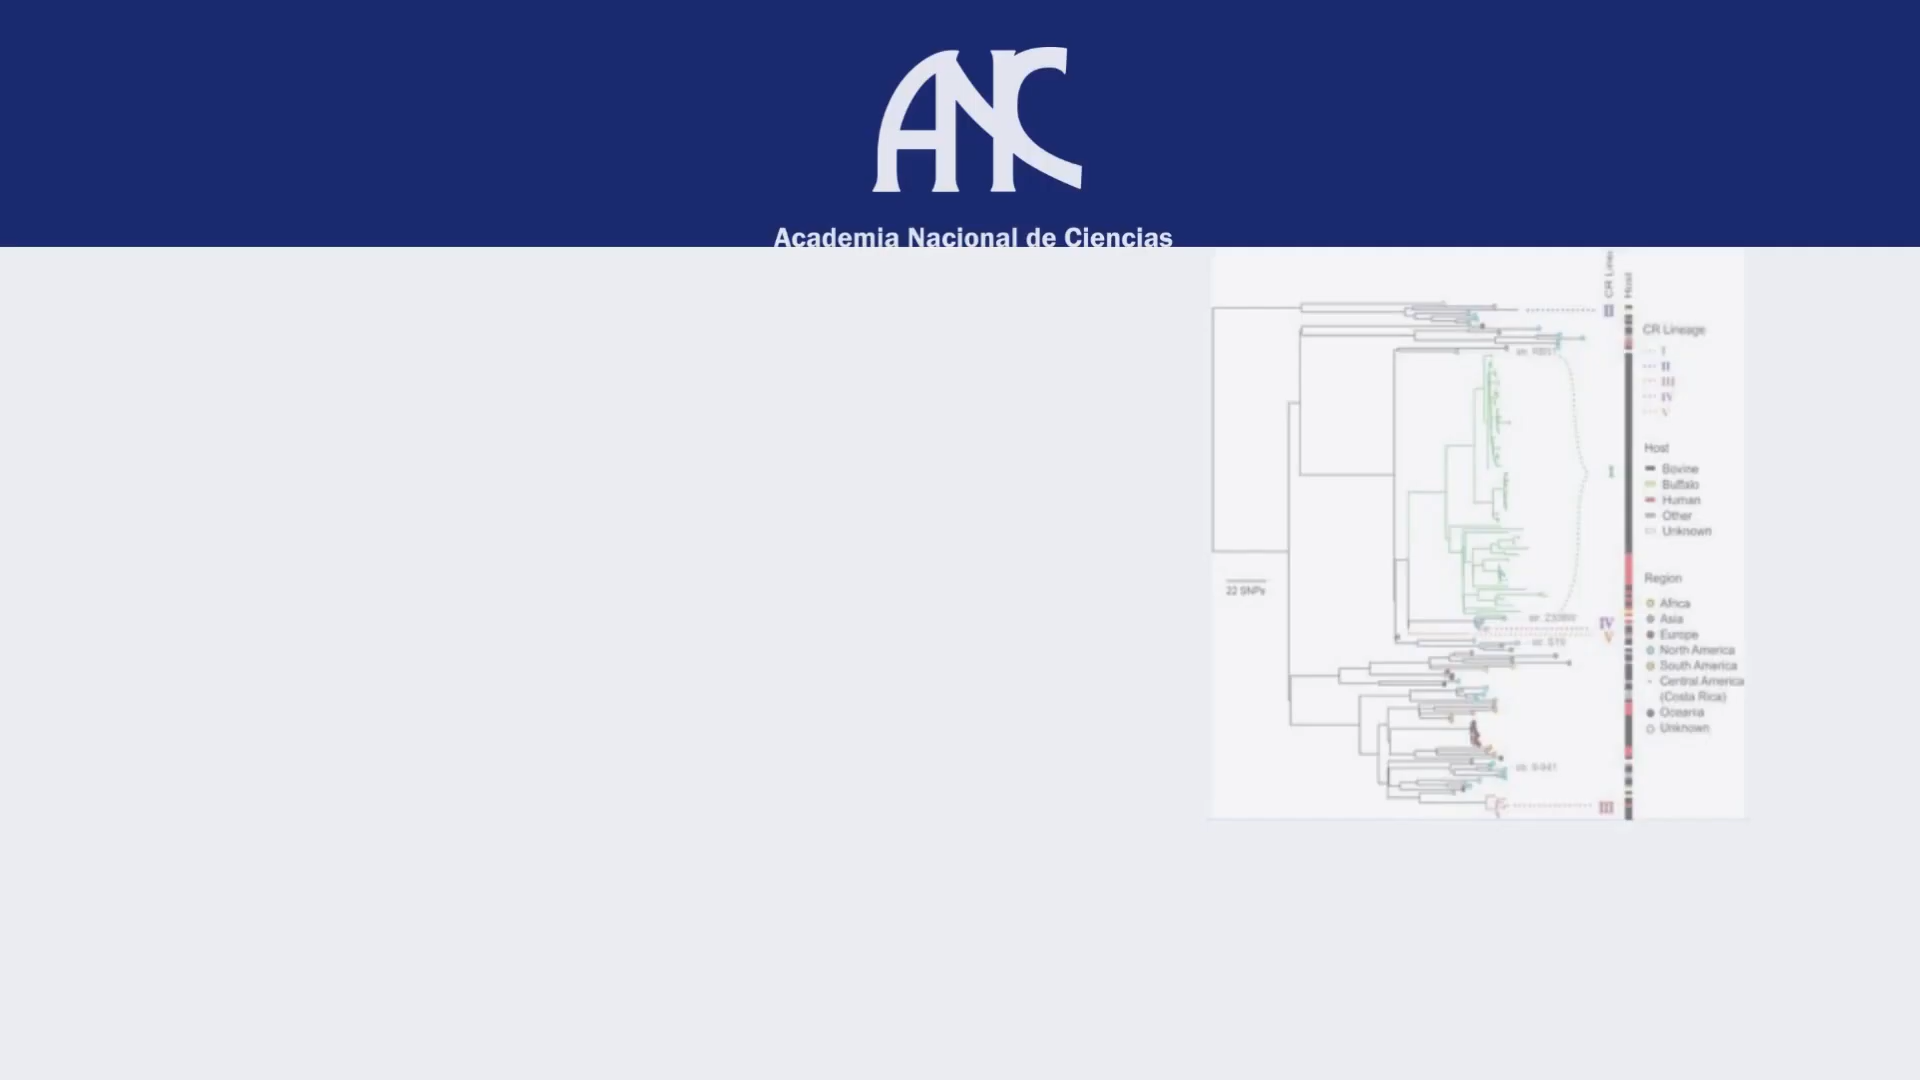 ANC
Academia Nacional de Ciencias
Host
II
CR Lineage
I
II
III
IV
V
Host
Bovine
Buffalo
Human
Other
Unknown
I
22 SNPs
Region
Africa
Asia
Europe
North America
South America
Central America
(Costa Rica)
Oceania
Unknown
IV
V
III